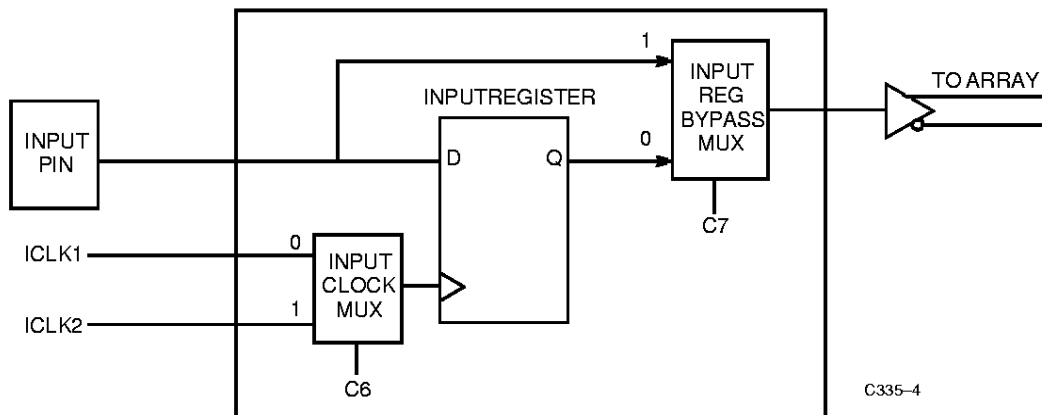 1
INPUT
REG
BYPASS
MUX
TO ARRAY
INPUTREGISTER
INPUT
PIN
D
Q
0
C7
ICLK1
0
INPUT
CLOCK
MUX
ICLK2
1
C6
C335–4